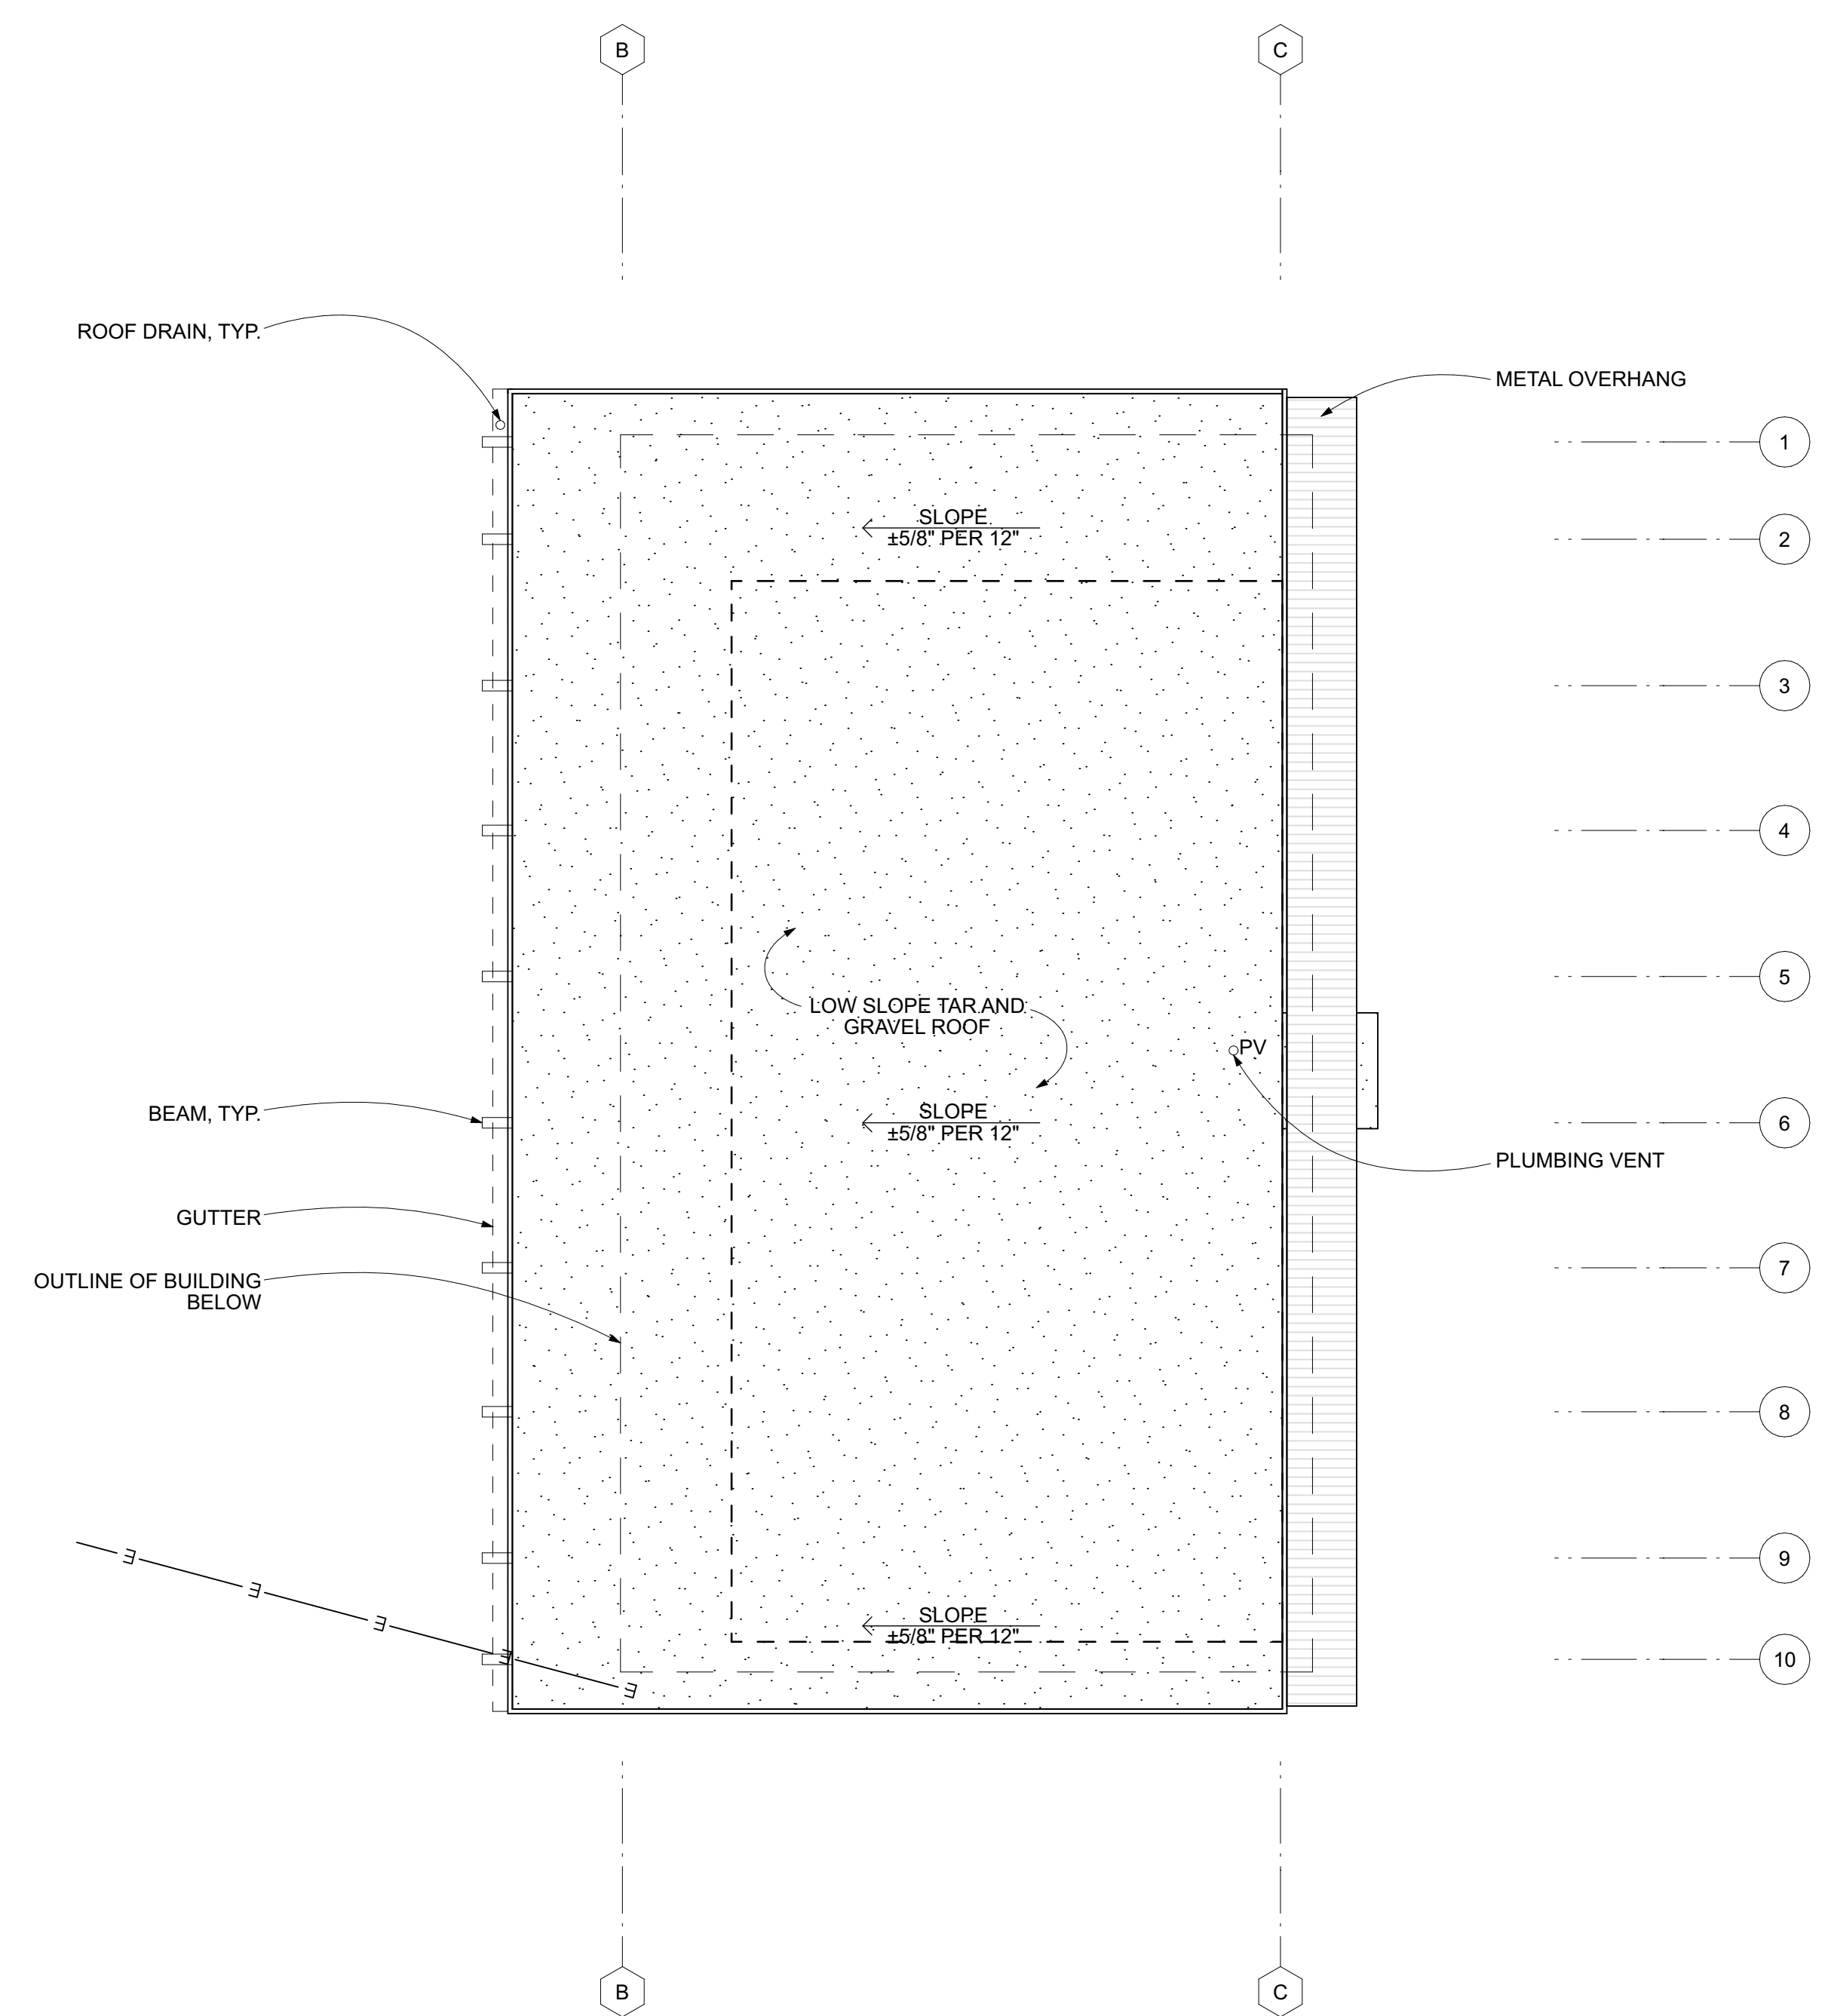 B
C
ROOF DRAIN, TYP.
METAL OVERHANG
1
SLOPE
±5/8" PER 12"
2
3
4
5
LOW SLOPE TAR AND
GRAVEL ROOF
PV
BEAM, TYP.
SLOPE
±5/8" PER 12"
6
PLUMBING VENT
GUTTER
7
OUTLINE OF BUILDING
BELOW
8
E
9
E
E
SLOPE
±5/8" PER 12"
E
10
E
B
C